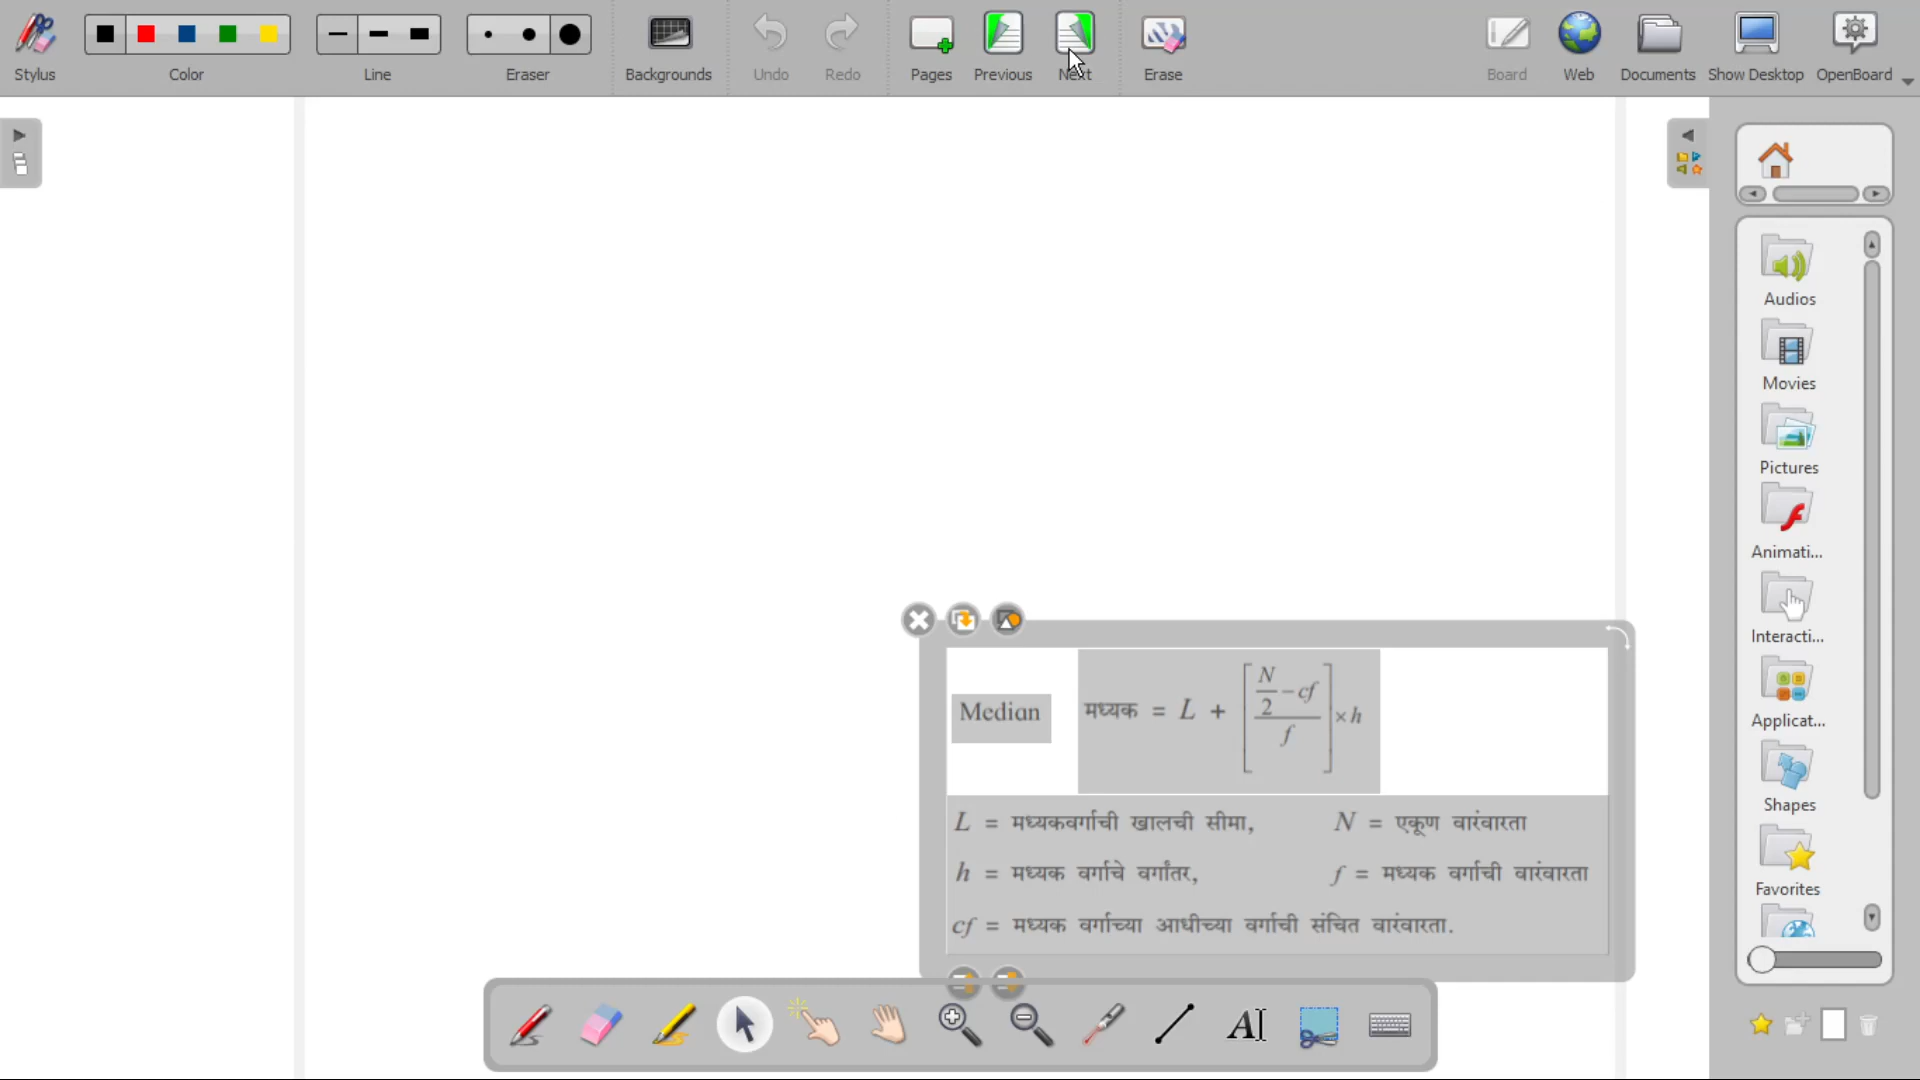 Stylus Color Line Eraser Backgrounds Undo Redo Pages Previous Next Erase Board Web Documents Show Desktop OpenBoard
Audios
Movies
Pictures
Animati...
Interacti...
Applicat...
Shapes
Favorites
Median मध्यक = L + [ (N/2 - cf) / f ] × h
L = मध्यकवर्गाची खालची सीमा, N = एकूण वारंवारता
h = मध्यक वर्गाचे वर्गांतर, f = मध्यक वर्गाची वारंवारता
cf = मध्यक वर्गाच्या आधीच्या वर्गाची संचित वारंवारता.
AI